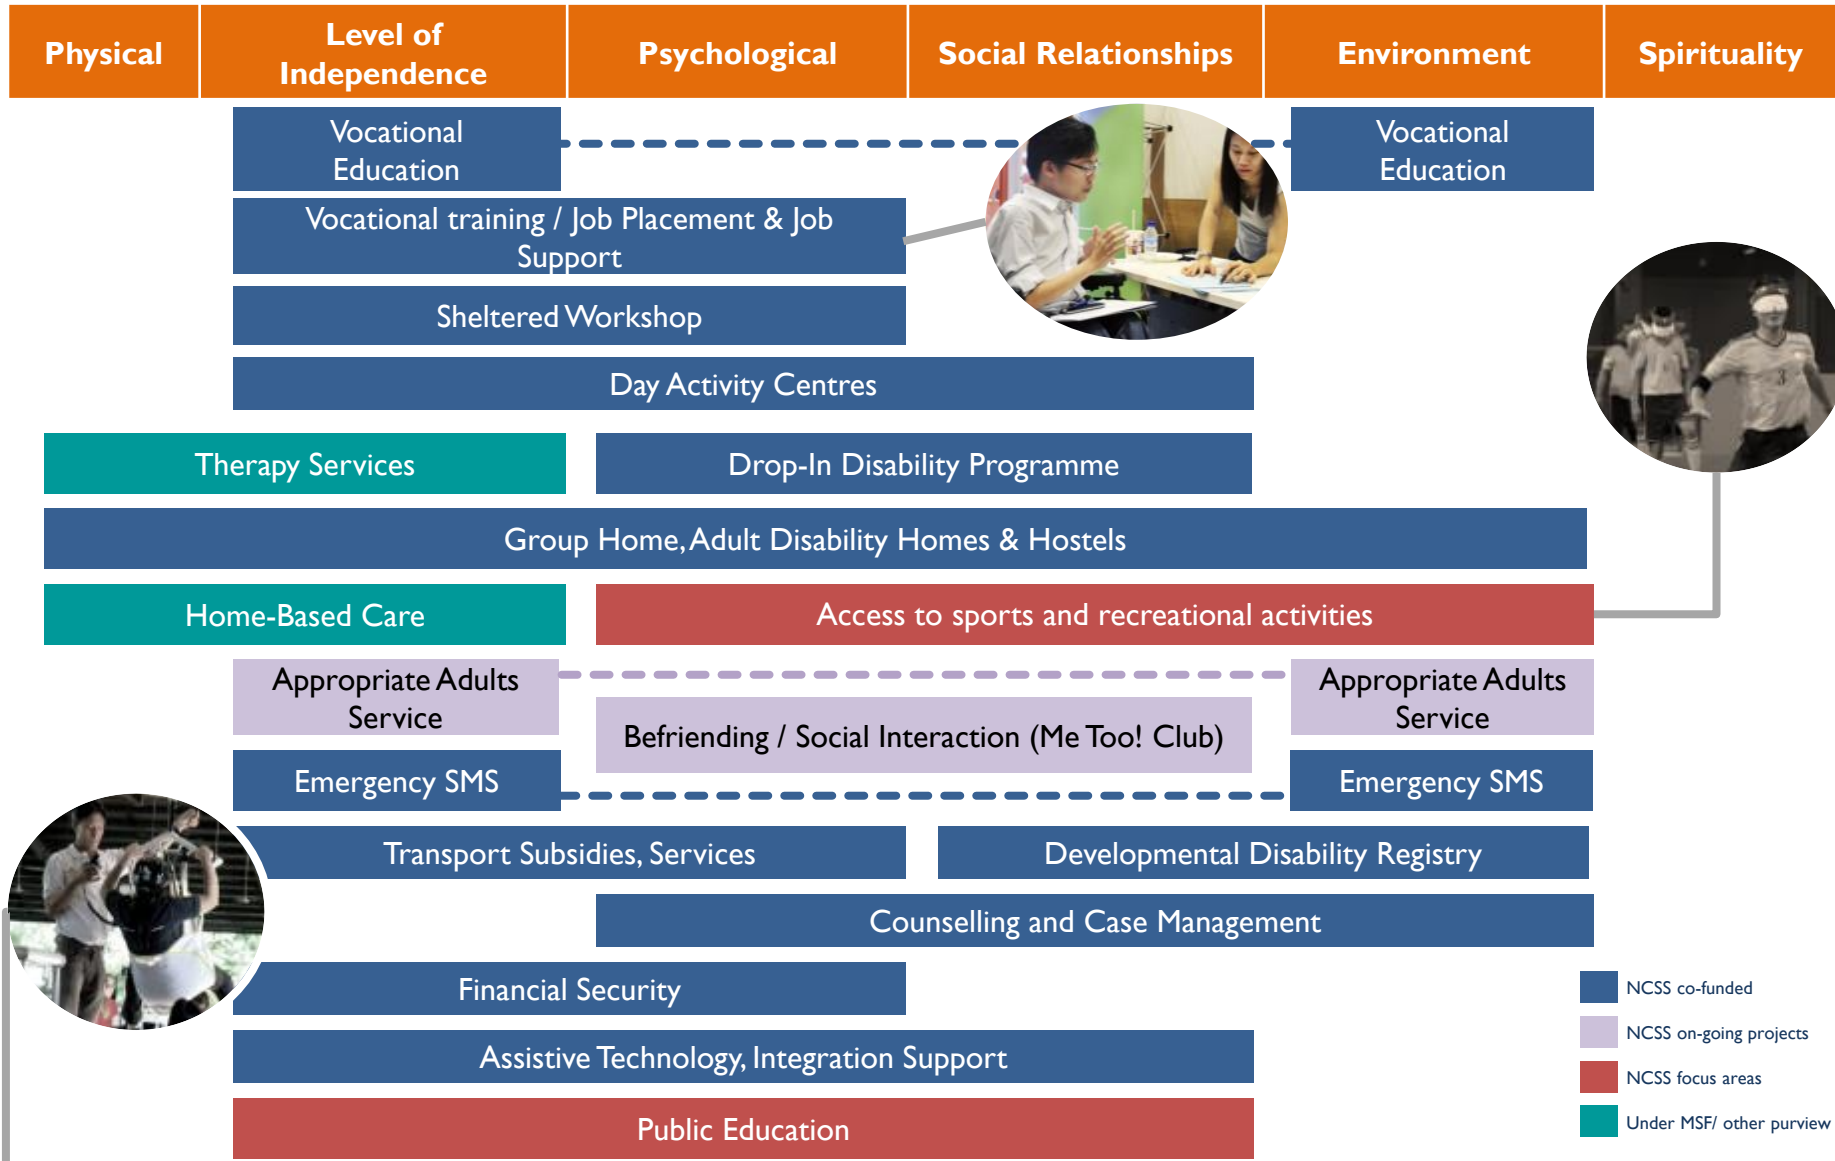 Physical
Level of
Independence
Psychological
Social Relationships
Environment
Spirituality
Vocational
Education
Vocational
Education
Vocational training / Job Placement & Job
Support
Sheltered Workshop
Day Activity Centres
Therapy Services
Drop-In Disability Programme
Group Home, Adult Disability Homes & Hostels
Home-Based Care
Access to sports and recreational activities
Appropriate Adults
Service
Appropriate Adults
Service
Befriending / Social Interaction (Me Too! Club)
Emergency SMS
Emergency SMS
Transport Subsidies, Services
Developmental Disability Registry
Counselling and Case Management
Financial Security
Assistive Technology, Integration Support
Public Education
NCSS co-funded
NCSS on-going projects
NCSS focus areas
Under MSF/ other purview
3